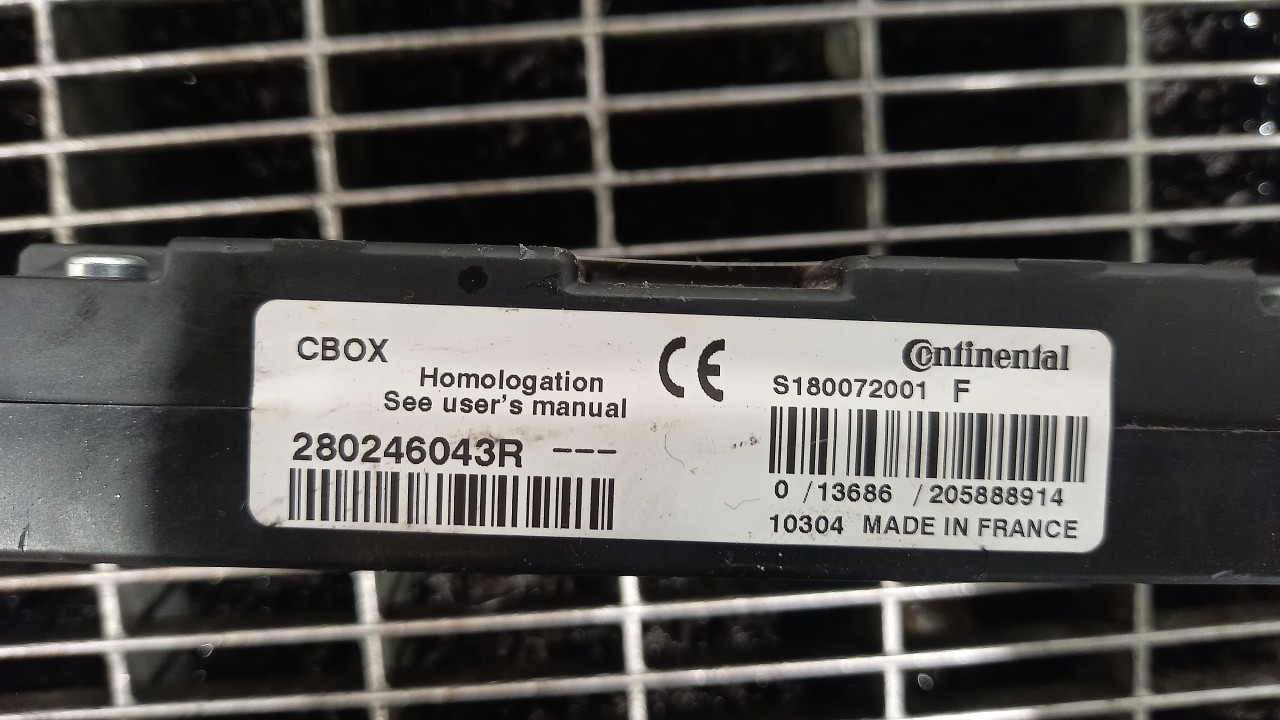 CBOX
Homologation
See user's manual
280246043R ---
CE
Continental
S180072001 F
0 /13686 /205888914
10304 MADE IN FRANCE